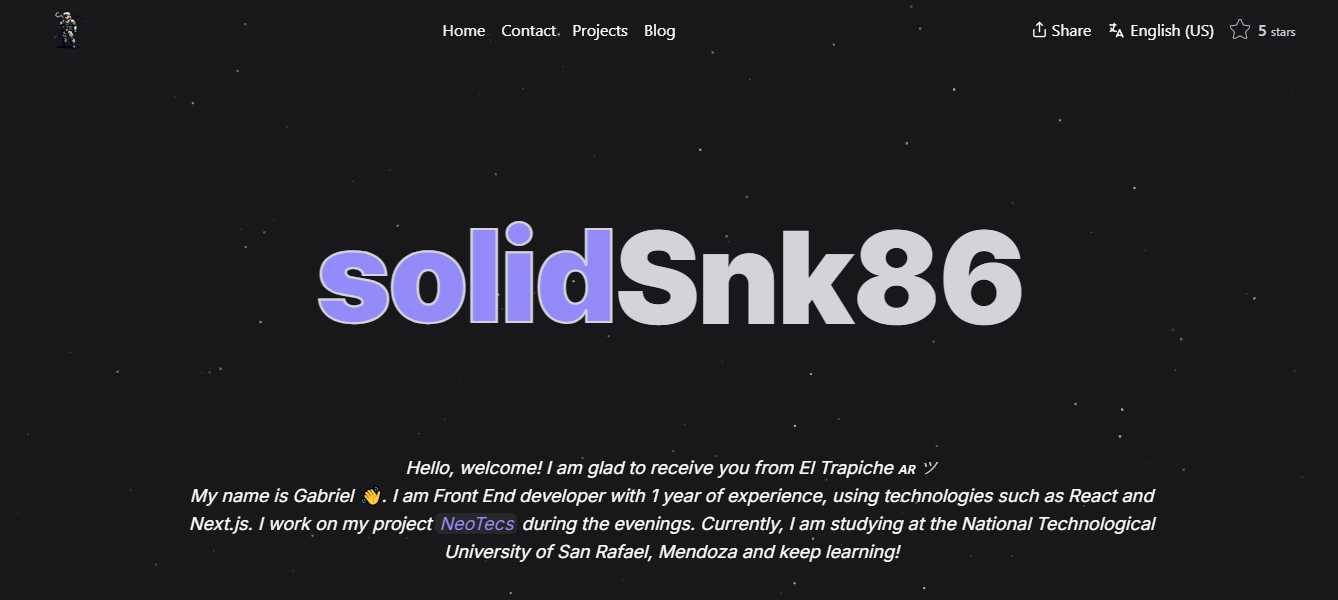 Home Contact Projects Blog Share English (US) 5 stars
solidSnk86
Hello, welcome! I am glad to receive you from El Trapiche AR ツ
My name is Gabriel 👋. I am Front End developer with 1 year of experience, using technologies such as React and
Next.js. I work on my project NeoTecs during the evenings. Currently, I am studying at the National Technological
University of San Rafael, Mendoza and keep learning!